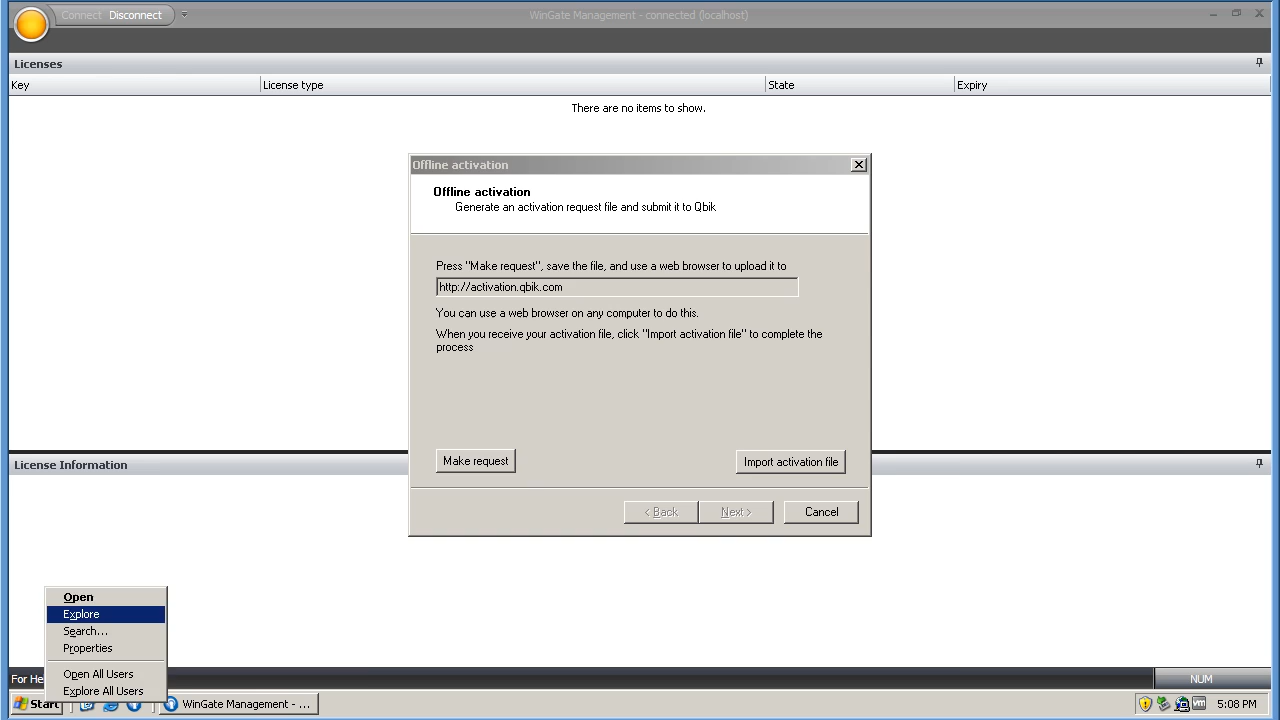 Connect Disconnect
WinGate Management - connected (localhost)
Licenses
Key
License type
State
Expiry
There are no items to show.
Offline activation
Offline activation
Generate an activation request file and submit it to Qbik
Press "Make request", save the file, and use a web browser to upload it to
http://activation.qbik.com
You can use a web browser on any computer to do this.
When you receive your activation file, click "Import activation file" to complete the
process
Make request
Import activation file
< Back
Next >
Cancel
License Information
Open
Explore
Search...
Properties
Open All Users
Explore All Users
For He
NUM
Start
WinGate Management - ...
5:08 PM